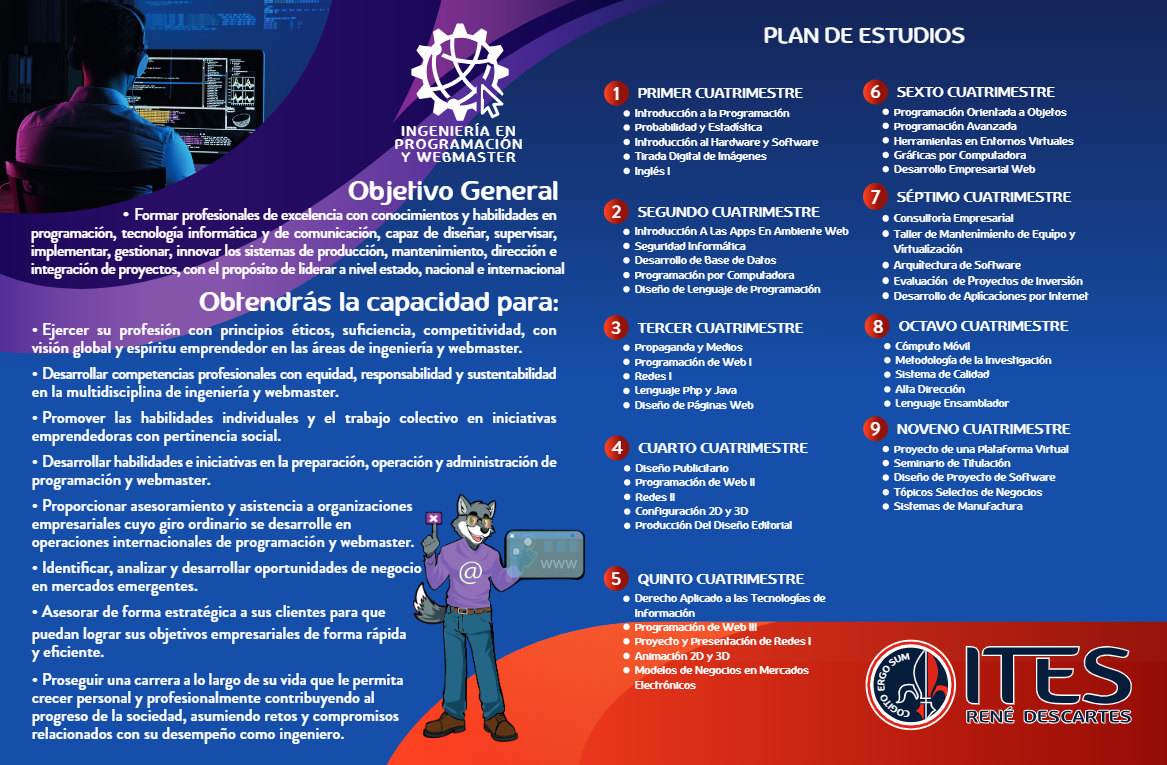 INGENIERÍA EN
PROGRAMACIÓN
Y WEBMASTER
Objetivo General
• Formar profesionales de excelencia con conocimientos y habilidades en
programación, tecnología informática y de comunicación, capaz de diseñar, supervisar,
implementar, gestionar, innovar los sistemas de producción, mantenimiento, dirección e
integración de proyectos, con el propósito de liderar a nivel estado, nacional e internacional
Obtendrás la capacidad para:
• Ejercer su profesión con principios éticos, suficiencia, competitividad, con
visión global y espíritu emprendedor en las áreas de ingeniería y webmaster.
• Desarrollar competencias profesionales con equidad, responsabilidad y sustentabilidad
en la multidisciplina de ingeniería y webmaster.
• Promover las habilidades individuales y el trabajo colectivo en iniciativas
emprendedoras con pertinencia social.
• Desarrollar habilidades e iniciativas en la preparación, operación y administración de
programación y webmaster.
• Proporcionar asesoramiento y asistencia a organizaciones
empresariales cuyo giro ordinario se desarrolle en
operaciones internacionales de programación y webmaster.
• Identificar, analizar y desarrollar oportunidades de negocio
en mercados emergentes.
• Asesorar de forma estratégica a sus clientes para que
puedan lograr sus objetivos empresariales de forma rápida
y eficiente.
• Proseguir una carrera a lo largo de su vida que le permita
crecer personal y profesionalmente contribuyendo al
progreso de la sociedad, asumiendo retos y compromisos
relacionados con su desempeño como ingeniero.
@
WWW
PLAN DE ESTUDIOS
1 PRIMER CUATRIMESTRE
• Introducción a la Programación
• Probabilidad y Estadística
• Introducción al Hardware y Software
• Tirada Digital de Imágenes
• Inglés I
2 SEGUNDO CUATRIMESTRE
• Introducción A Las Apps En Ambiente Web
• Seguridad Informática
• Desarrollo de Base de Datos
• Programación por Computadora
• Diseño de Lenguaje de Programación
3 TERCER CUATRIMESTRE
• Propaganda y Medios
• Programación de Web I
• Redes I
• Lenguaje Php y Java
• Diseño de Páginas Web
4 CUARTO CUATRIMESTRE
• Diseño Publicitario
• Programación de Web II
• Redes II
• Configuración 2D y 3D
• Producción Del Diseño Editorial
5 QUINTO CUATRIMESTRE
• Derecho Aplicado a las Tecnologías de
Información
• Programación de Web III
• Proyecto y Presentación de Redes I
• Animación 2D y 3D
• Modelos de Negocios en Mercados
Electrónicos
6 SEXTO CUATRIMESTRE
• Programación Orientada a Objetos
• Programación Avanzada
• Herramientas en Entornos Virtuales
• Gráficas por Computadora
• Desarrollo Empresarial Web
7 SÉPTIMO CUATRIMESTRE
• Consultoria Empresarial
• Taller de Mantenimiento de Equipo y
Virtualización
• Arquitectura de Software
• Evaluación de Proyectos de Inversión
• Desarrollo de Aplicaciones por Internet
8 OCTAVO CUATRIMESTRE
• Cómputo Móvil
• Metodología de la Investigación
• Sistema de Calidad
• Alta Dirección
• Lenguaje Ensamblador
9 NOVENO CUATRIMESTRE
• Proyecto de una Plataforma Virtual
• Seminario de Titulación
• Diseño de Proyecto de Software
• Tópicos Selectos de Negocios
• Sistemas de Manufactura
COGITO ERGO SUM
ITES
RENÉ DESCARTES